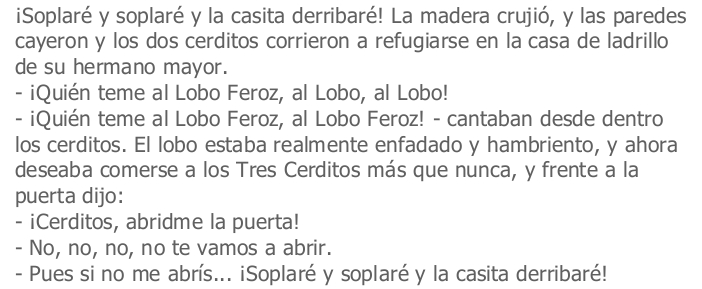 ¡Soplaré y soplaré y la casita derribaré! La madera crujió, y las paredes
cayeron y los dos cerditos corrieron a refugiarse en la casa de ladrillo
de su hermano mayor.
- ¡Quién teme al Lobo Feroz, al Lobo, al Lobo!
- ¡Quién teme al Lobo Feroz, al Lobo Feroz! - cantaban desde dentro
los cerditos. El lobo estaba realmente enfadado y hambriento, y ahora
deseaba comerse a los Tres Cerditos más que nunca, y frente a la
puerta dijo:
- ¡Cerditos, abridme la puerta!
- No, no, no, no te vamos a abrir.
- Pues si no me abrís... ¡Soplaré y soplaré y la casita derribaré!